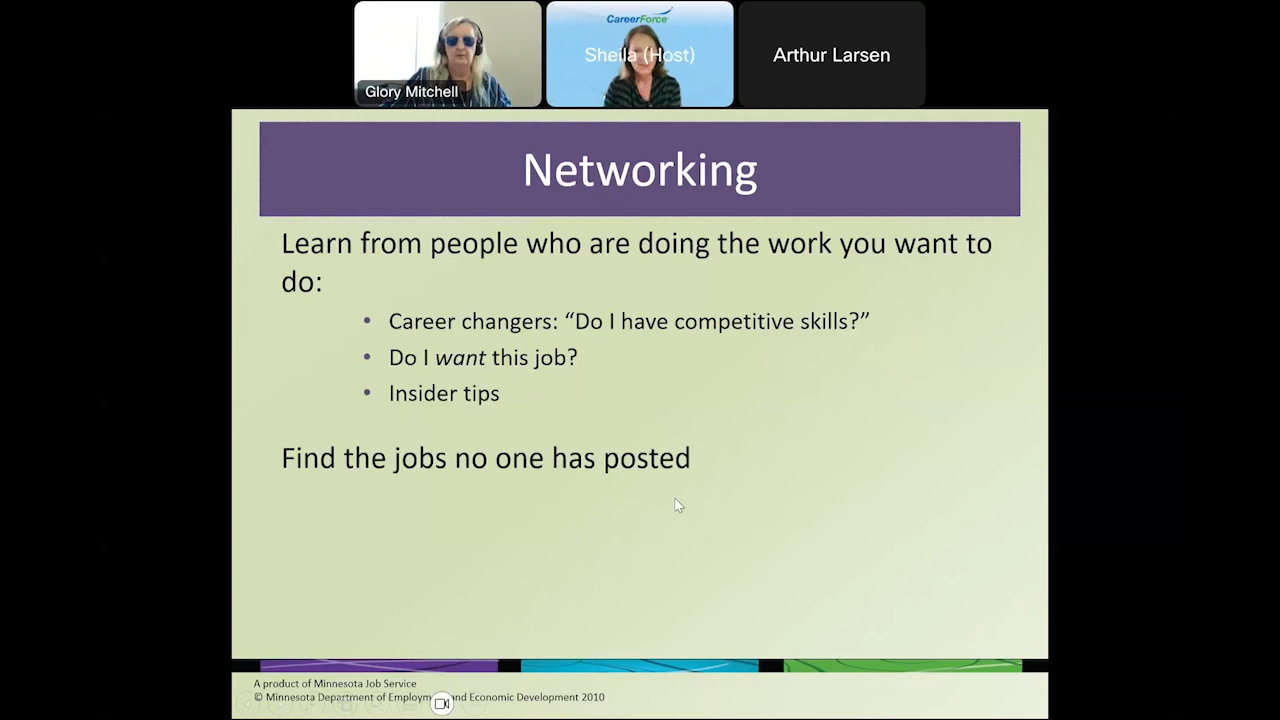 CareerForce
Sheila (Host)
Arthur Larsen
Glory Mitchell
Networking
Learn from people who are doing the work you want to
do:
• Career changers: “Do I have competitive skills?”
• Do I want this job?
• Insider tips
Find the jobs no one has posted
A product of Minnesota Job Service
© Minnesota Department of Employm and Economic Development 2010